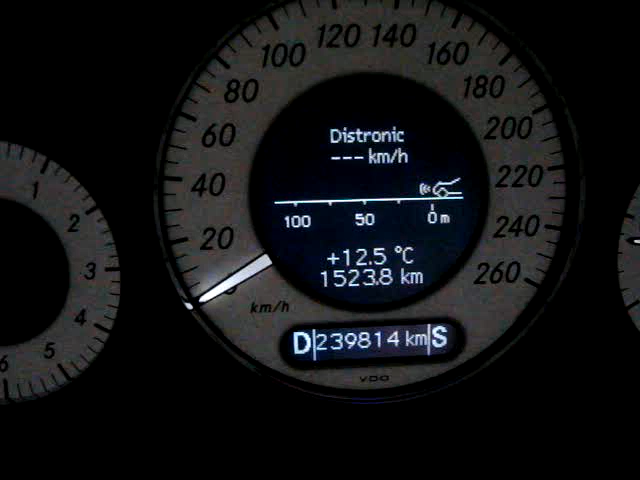 120 140
100 160
80 180
60 200
40 220
20 240
260
km/h
Distronic
--- km/h
100 50 0 m
+12.5 °C
1523.8 km
D 239814 km S
VDO
1
2
3
4
5
6